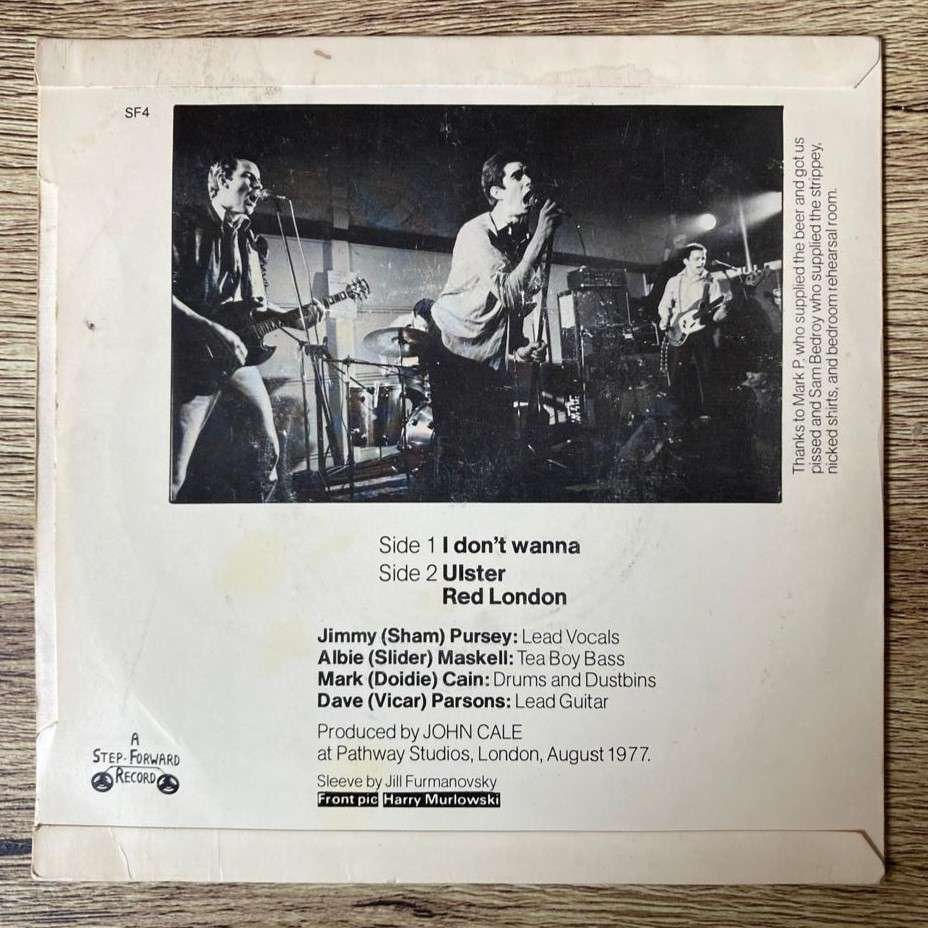 SF4
Thanks to Mark P. who supplied the beer and got us
pissed and Sam Bedroy who supplied the strippey,
nicked shirts, and bedroom rehearsal room.
Side 1 I don't wanna
Side 2 Ulster
Red London
Jimmy (Sham) Pursey: Lead Vocals
Albie (Slider) Maskell: Tea Boy Bass
Mark (Doidie) Cain: Drums and Dustbins
Dave (Vicar) Parsons: Lead Guitar
Produced by JOHN CALE
at Pathway Studios, London, August 1977.
Sleeve by Jill Furmanovsky
Front pic Harry Murlowski
A
STEP-FORWARD
RECORD